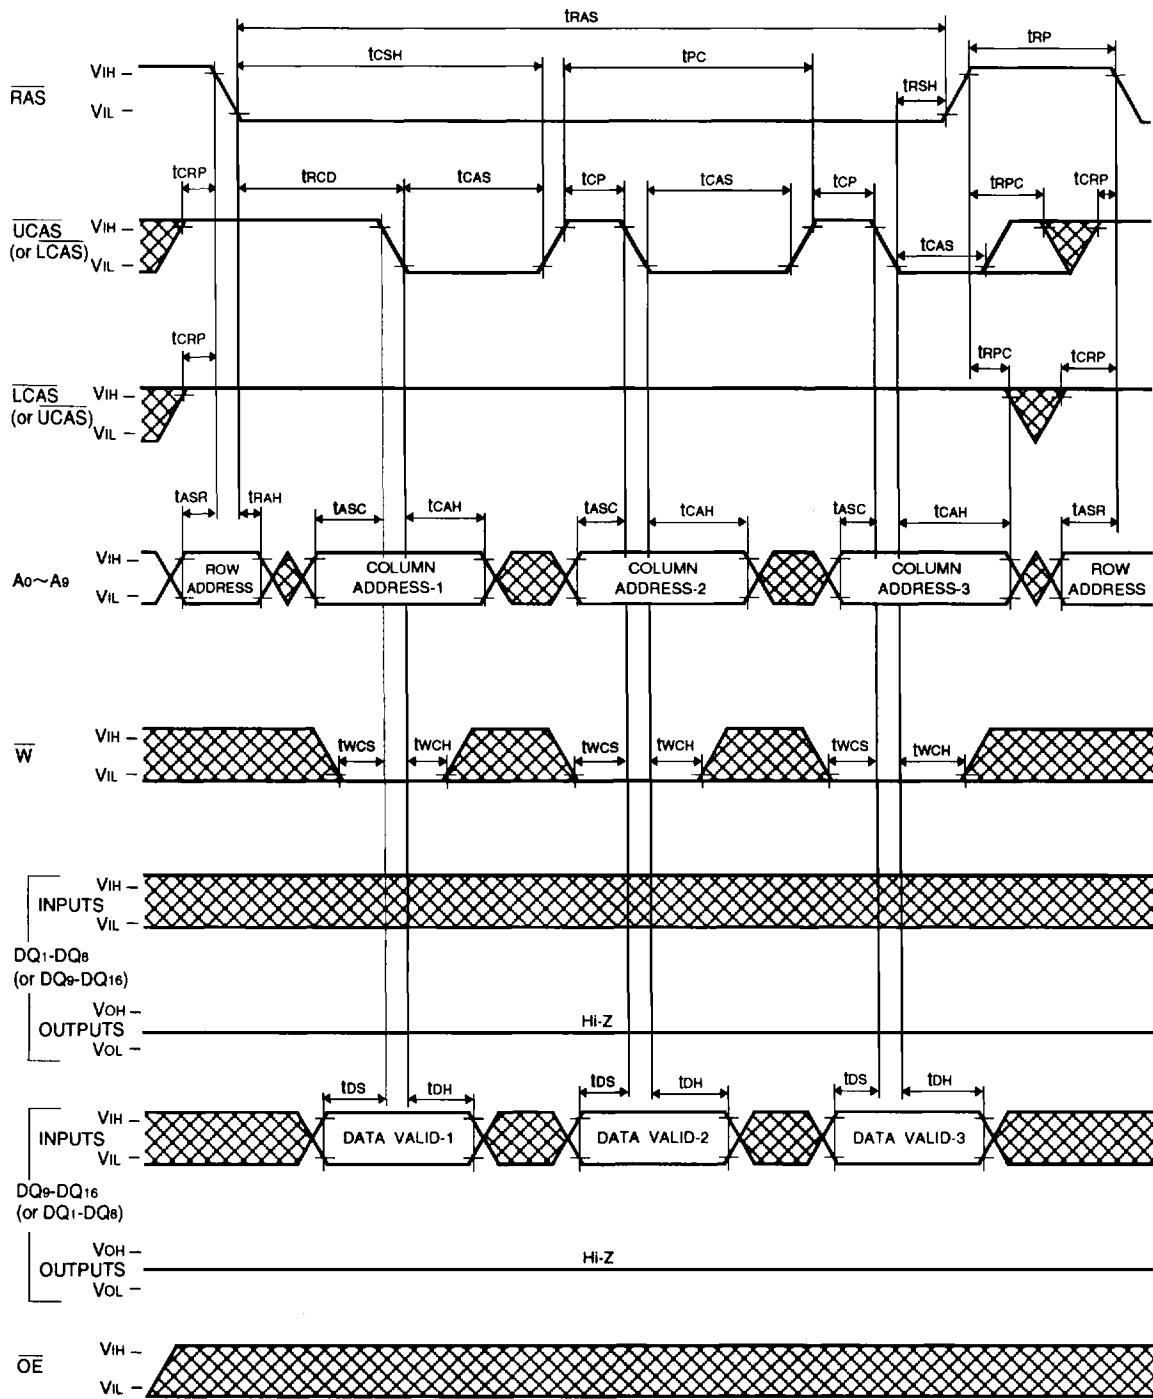 tRAS
tCSH tPC tRP
tRSH
RAS VIH
VIL
tCRP tRCD tCAS tCP tCAS tCP tRPC tCRP
UCAS VIH
(or LCAS)
VIL
tCAS
tCRP
tRPC tCRP
LCAS VIH
(or UCAS)
VIL
tASR tRAH tASC tCAH tASC tCAH tASC tCAH tASR
A0~A9 VIH
VIL
ROW ADDRESS
COLUMN ADDRESS-1
COLUMN ADDRESS-2
COLUMN ADDRESS-3
ROW ADDRESS
W VIH
VIL
tWCS tWCH tWCS tWCH tWCS tWCH
INPUTS VIH
VIL
DQ1-DQ8
(or DQ9-DQ16)
OUTPUTS VOH
VOL
Hi-Z
tDS tDH tDS tDH tDS tDH
INPUTS VIH
VIL
DATA VALID-1 DATA VALID-2 DATA VALID-3
DQ9-DQ16
(or DQ1-DQ8)
OUTPUTS VOH
VOL
Hi-Z
OE VIH
VIL